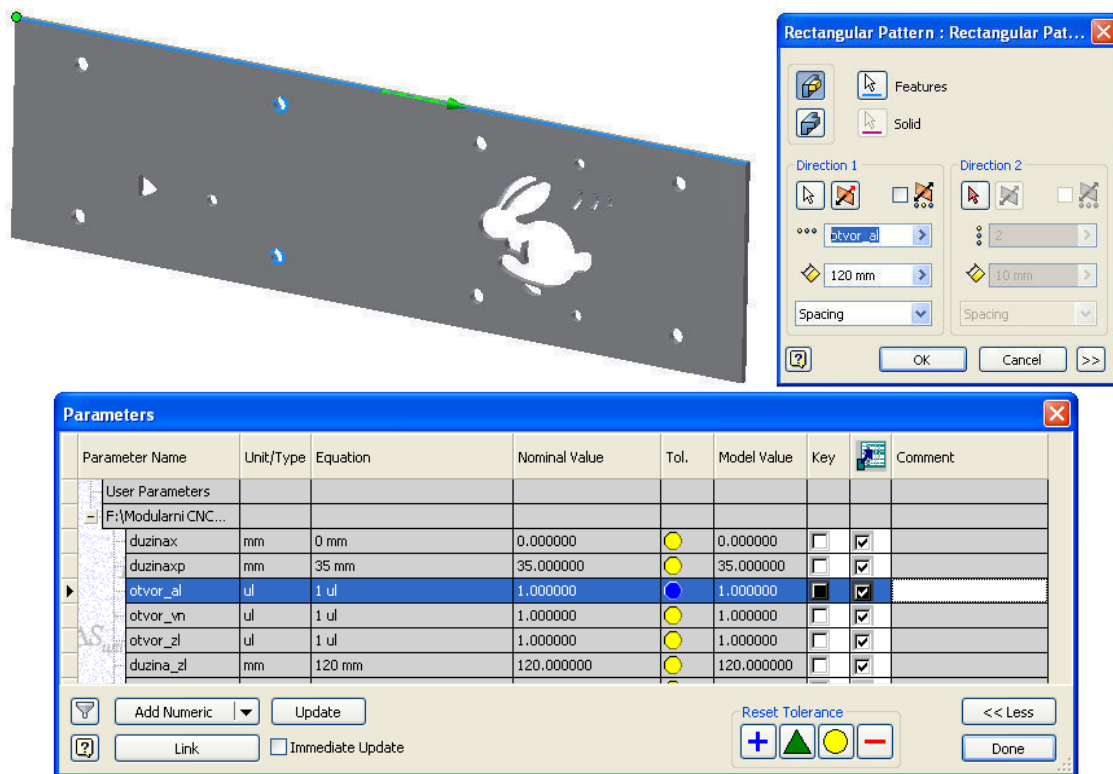 Rectangular Pattern : Rectangular Pat...
Features
Solid
Direction 1
Direction 2
otvor_al
2
120 mm
10 mm
Spacing
Spacing
OK
Cancel
>>
Parameters
Parameter Name Unit/Type Equation Nominal Value Tol. Model Value Key Comment
User Parameters
F:\Modularni CNC...
duzinax mm 0 mm 0.000000 0.000000
duzinaxp mm 35 mm 35.000000 35.000000
otvor_al ul 1 ul 1.000000 1.000000
otvor_vn ul 1 ul 1.000000 1.000000
otvor_zl ul 1 ul 1.000000 1.000000
duzina_zl mm 120 mm 120.000000 120.000000
Add Numeric Update
Reset Tolerance
<< Less
Link
Immediate Update
Done